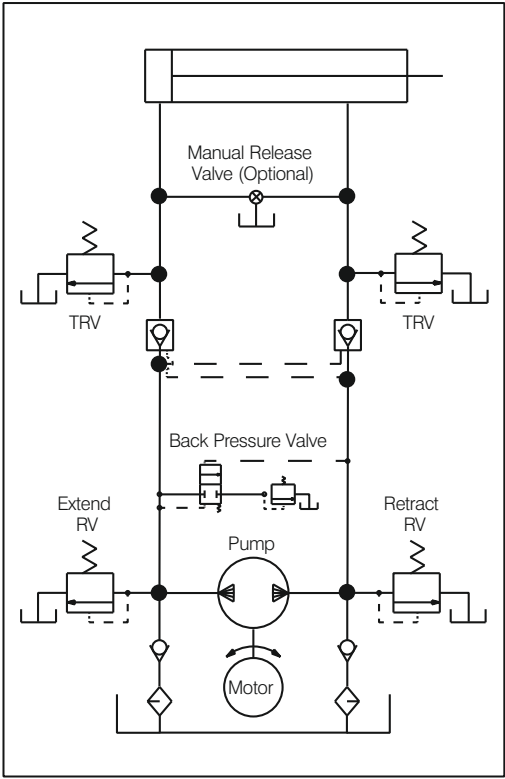 Manual Release
Valve (Optional)
TRV
TRV
Back Pressure Valve
Extend
RV
Retract
RV
Pump
Motor